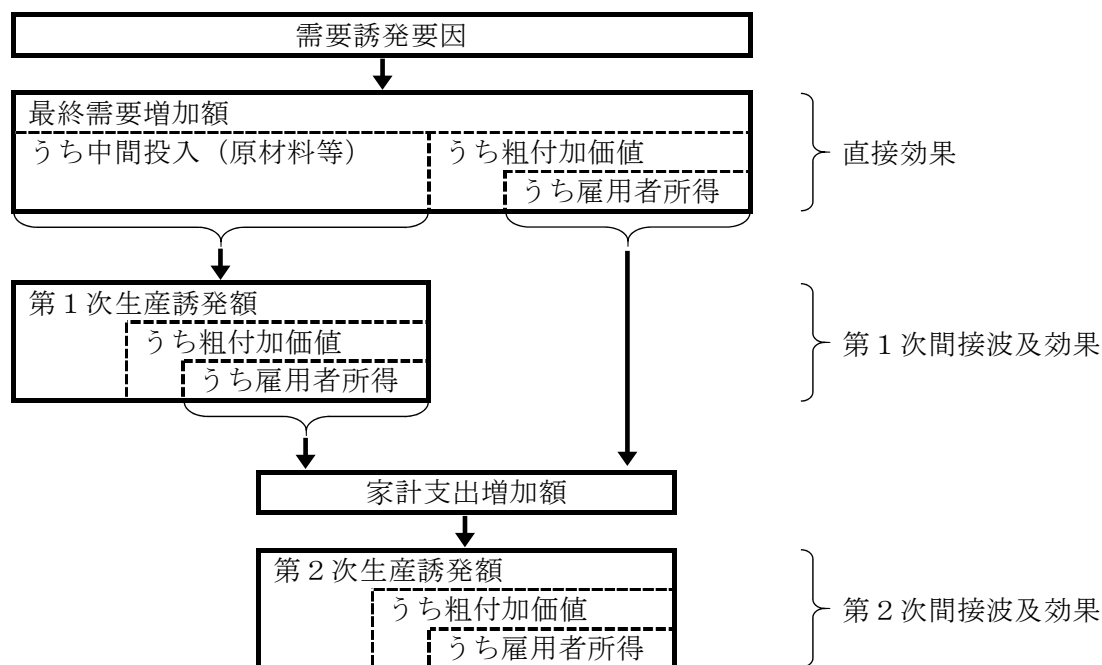 需要誘発要因
最終需要増加額
うち中間投入（原材料等）
うち粗付加価値
うち雇用者所得
直接効果
第１次生産誘発額
うち粗付加価値
うち雇用者所得
第１次間接波及効果
家計支出増加額
第２次生産誘発額
うち粗付加価値
うち雇用者所得
第２次間接波及効果